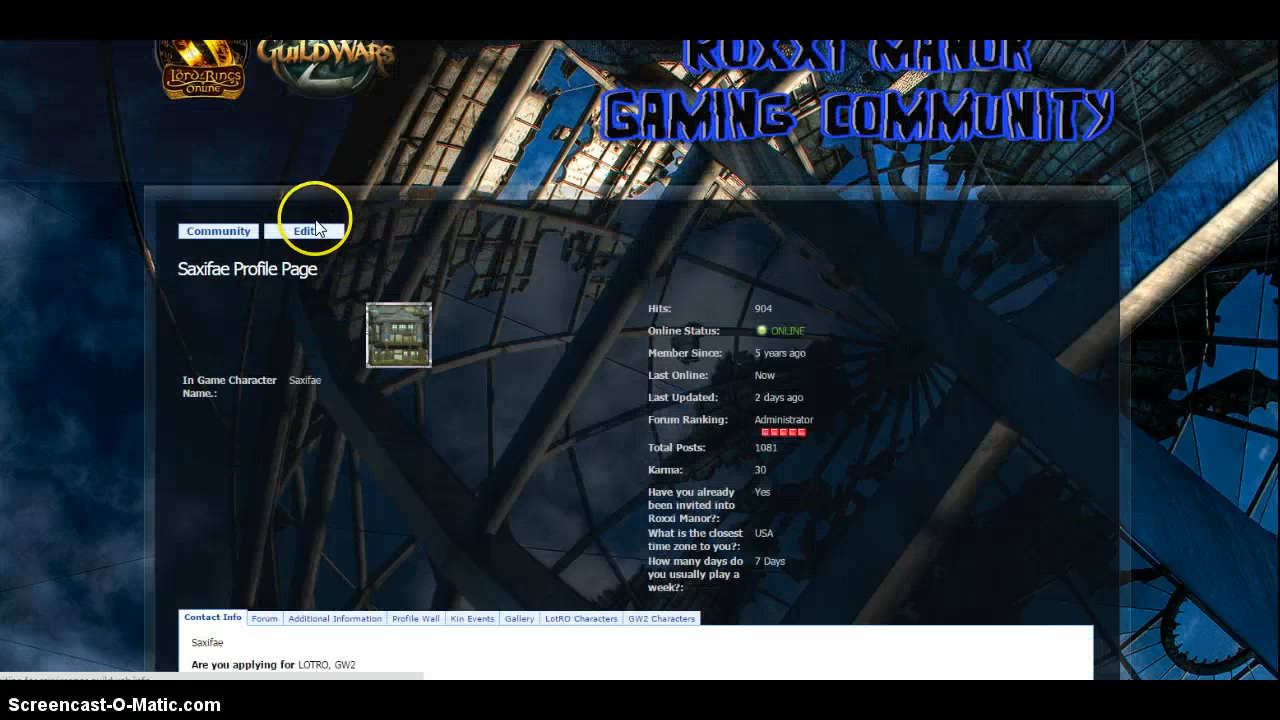 LORD of the RINGS
Online
GUILDWARS
2
ROXXI MANOR
GAMING COMMUNITY
Community Edit
Saxifae Profile Page
Hits: 904
Online Status: ONLINE
Member Since: 5 years ago
Last Online: Now
Last Updated: 2 days ago
In Game Character Saxifae
Name.:
Forum Ranking: Administrator
Total Posts: 1081
Karma: 30
Have you already Yes
been invited into
Roxxi Manor?:
What is the closest USA
time zone to you?:
How many days do 7 Days
you usually play a
week?:
Contact Info Forum Additional Information Profile Wall Kin Events Gallery LotRO Characters GW2 Characters
Saxifae
Are you applying for LOTRO, GW2
Screencast-O-Matic.com